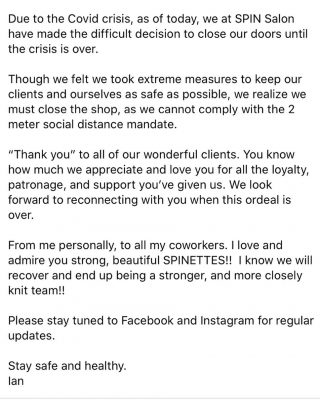 Due to the Covid crisis, as of today, we at SPIN Salon
have made the difficult decision to close our doors until
the crisis is over.
Though we felt we took extreme measures to keep our
clients and ourselves as safe as possible, we realize we
must close the shop, as we cannot comply with the 2
meter social distance mandate.
“Thank you” to all of our wonderful clients. You know
how much we appreciate and love you for all the loyalty,
patronage, and support you’ve given us. We look
forward to reconnecting with you when this ordeal is
over.
From me personally, to all my coworkers. I love and
admire you strong, beautiful SPINETTES!!  I know we will
recover and end up being a stronger, and more closely
knit team!!
Please stay tuned to Facebook and Instagram for regular
updates.
Stay safe and healthy.
Ian